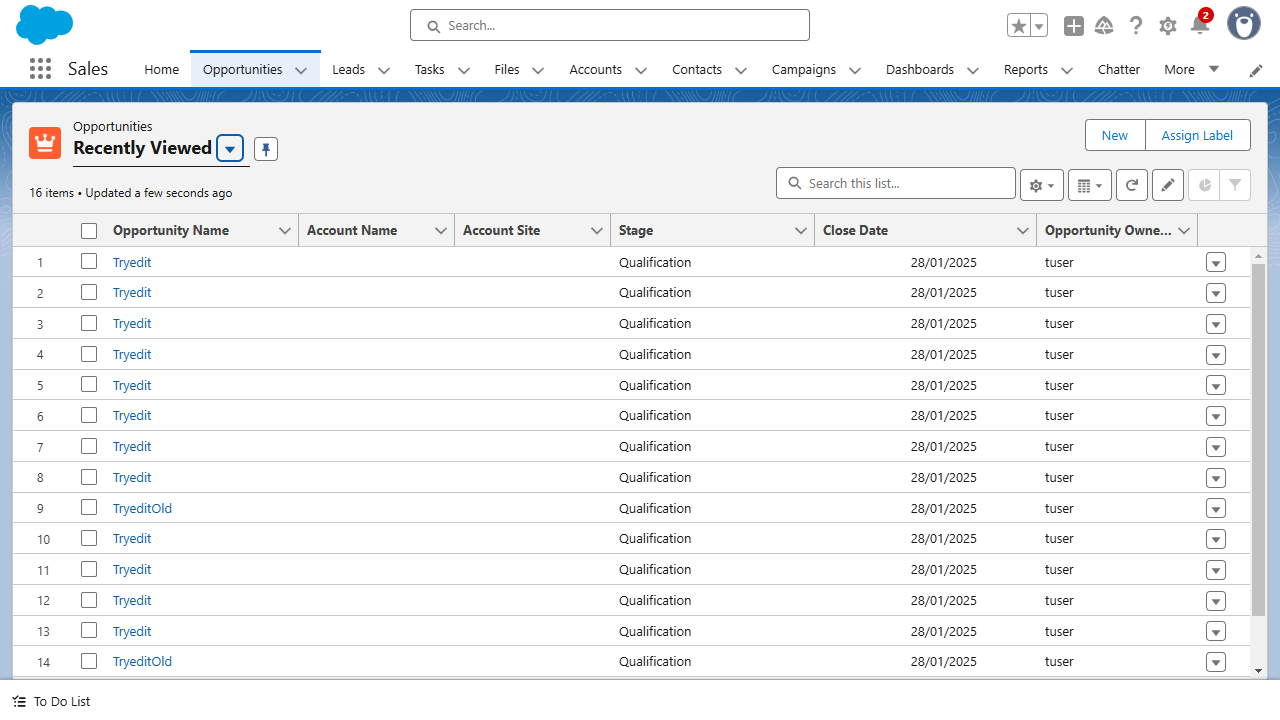 Search...
2
Sales
Home
Opportunities
Leads
Tasks
Files
Accounts
Contacts
Campaigns
Dashboards
Reports
Chatter
More
Opportunities
Recently Viewed
New
Assign Label
16 items • Updated a few seconds ago
Search this list...
Opportunity Name Account Name Account Site Stage Close Date Opportunity Owne...
1 Tryedit Qualification 28/01/2025 tuser
2 Tryedit Qualification 28/01/2025 tuser
3 Tryedit Qualification 28/01/2025 tuser
4 Tryedit Qualification 28/01/2025 tuser
5 Tryedit Qualification 28/01/2025 tuser
6 Tryedit Qualification 28/01/2025 tuser
7 Tryedit Qualification 28/01/2025 tuser
8 Tryedit Qualification 28/01/2025 tuser
9 TryeditOld Qualification 28/01/2025 tuser
10 Tryedit Qualification 28/01/2025 tuser
11 Tryedit Qualification 28/01/2025 tuser
12 Tryedit Qualification 28/01/2025 tuser
13 Tryedit Qualification 28/01/2025 tuser
14 TryeditOld Qualification 28/01/2025 tuser
To Do List